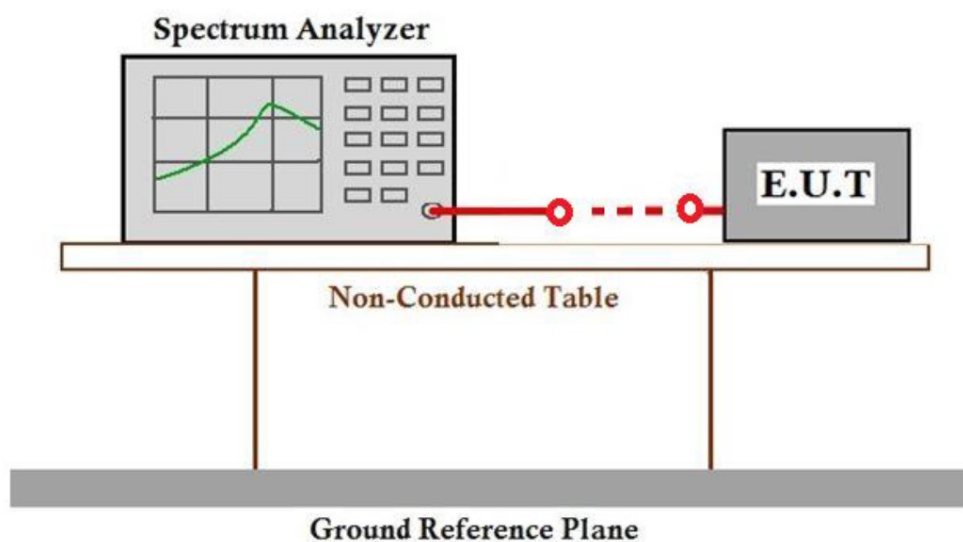 Spectrum Analyzer
E.U.T
Non-Conducted Table
Ground Reference Plane